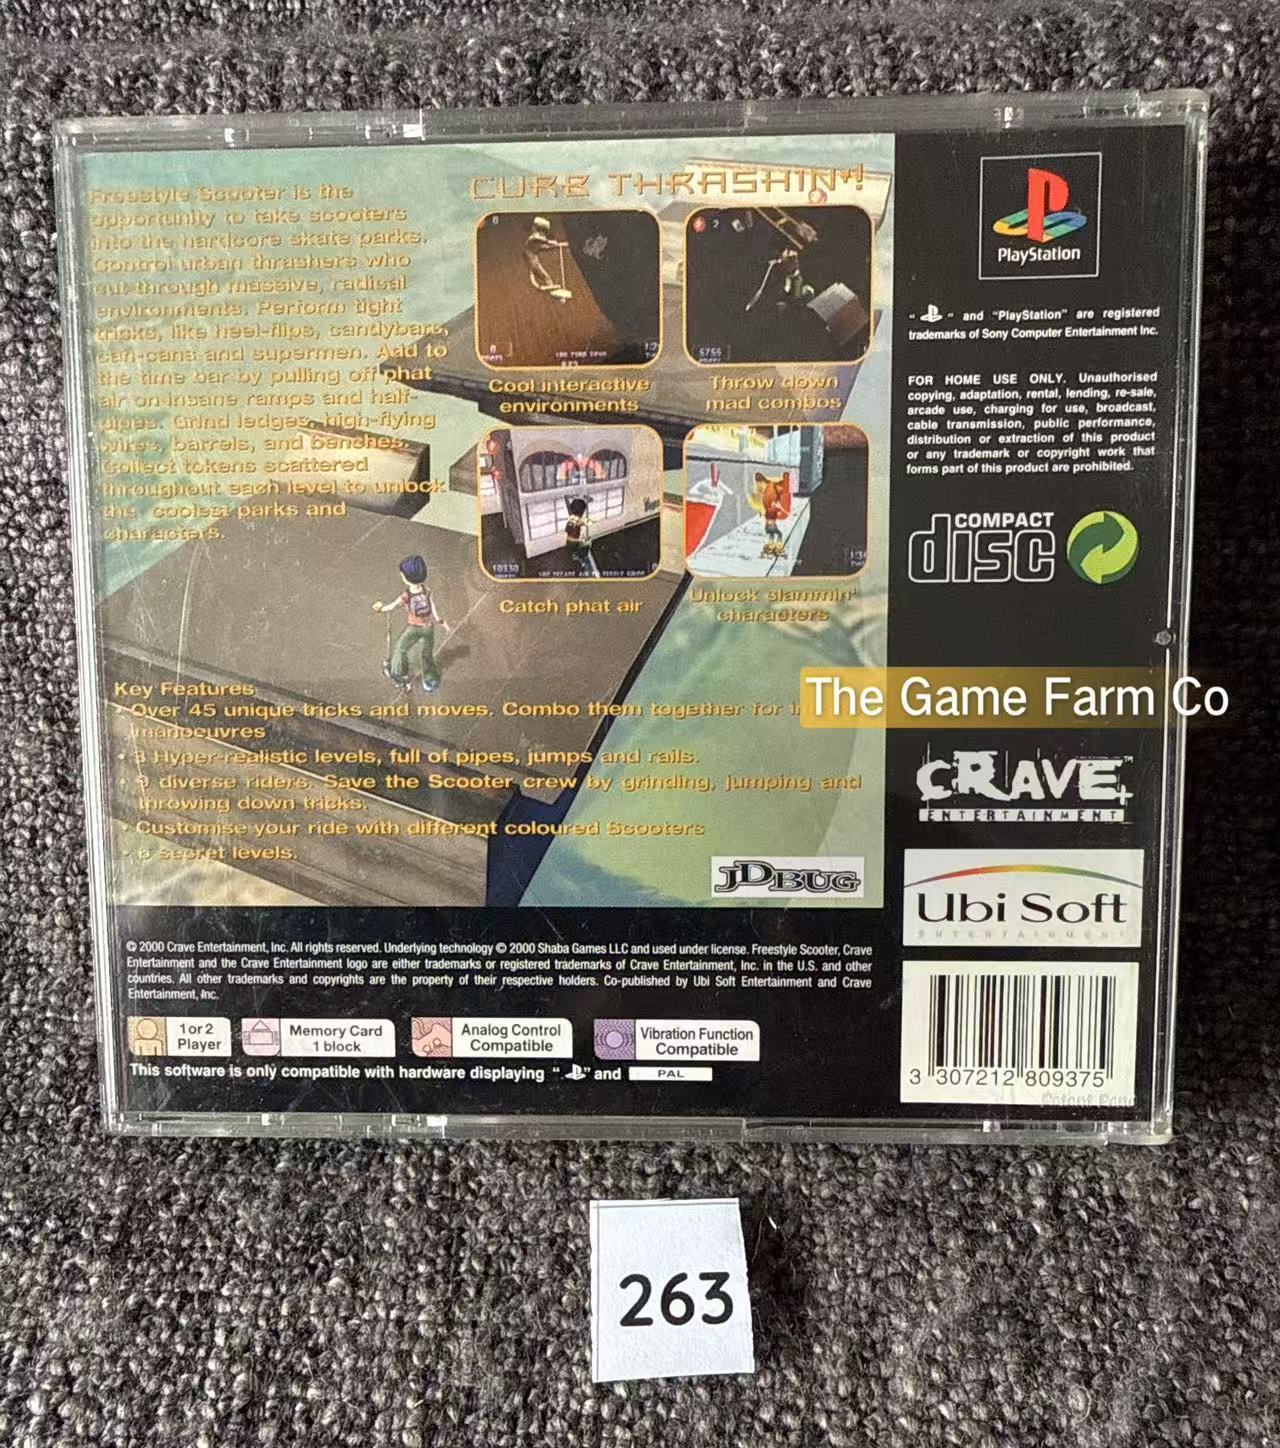 Freestyle Scooter is the
opportunity to take scooters
into the hardcore skate parks.
Control urban thrashers who
out through massive, radical
environments. Perform tight
tricks, like heel-flips, candybars,
can-cans and supermen. Add to
the time bar by pulling off phat
air on insane ramps and half-
pipes. Grind ledges, high-flying
wires, barrels, and benches.
Collect tokens scattered
throughout each level to unlock
the coolest parks and
characters.
CURB THRASHIN'!
Cool interactive
environments
Throw down
mad combos
Catch phat air
Unlock slammin'
characters
Key Features
• Over 45 unique tricks and moves. Combo them together for
manoeuvres
• 3 Hyper-realistic levels, full of pipes, jumps and rails.
• 9 diverse riders. Save the Scooter crew by grinding, jumping and
throwing down tricks.
• Customise your ride with different coloured Scooters
• 6 secret levels.
JDBUG
PlayStation
" " and "PlayStation" are registered
trademarks of Sony Computer Entertainment Inc.
FOR HOME USE ONLY. Unauthorised
copying, adaptation, rental, lending, re-sale,
arcade use, charging for use, broadcast,
cable transmission, public performance,
distribution or extraction of this product
or any trademark or copyright work that
forms part of this product are prohibited.
COMPACT
disc
The Game Farm Co
CRAVE
ENTERTAINMENT
Ubi Soft
ENTERTAINMENT
3 307212 809375
© 2000 Crave Entertainment, Inc. All rights reserved. Underlying technology © 2000 Shaba Games LLC and used under license. Freestyle Scooter, Crave
Entertainment and the Crave Entertainment logo are either trademarks or registered trademarks of Crave Entertainment, Inc. in the U.S. and other
countries. All other trademarks and copyrights are the property of their respective holders. Co-published by Ubi Soft Entertainment and Crave
Entertainment, Inc.
1 or 2
Player
Memory Card
1 block
Analog Control
Compatible
Vibration Function
Compatible
This software is only compatible with hardware displaying " " and PAL
263